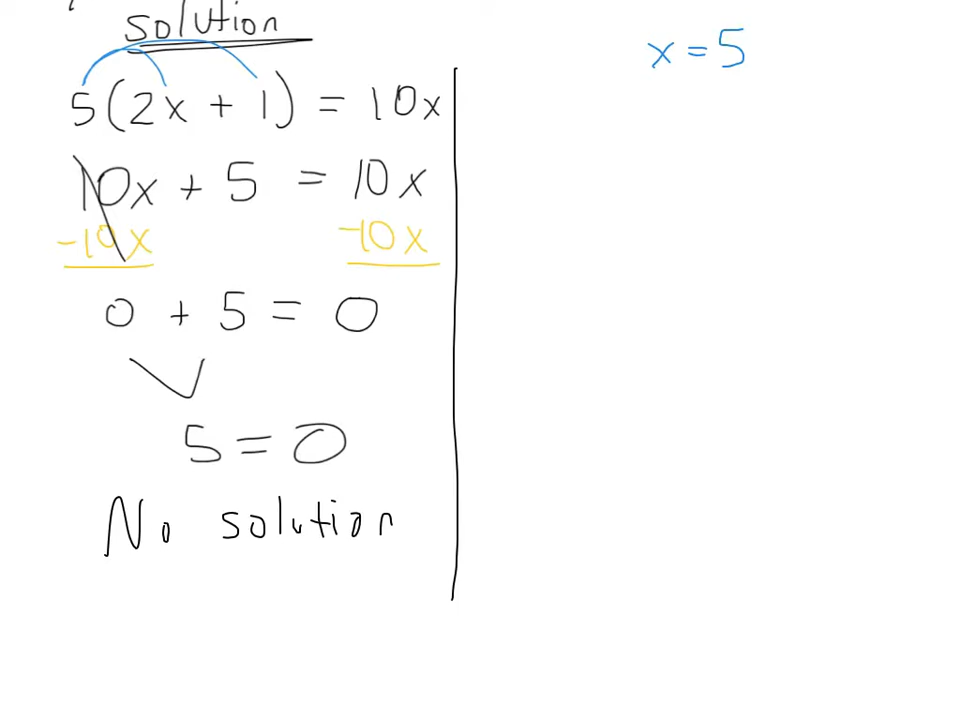 solution
5(2x + 1) = 10x
10x + 5 = 10x
-10x -10x
0 + 5 = 0
5 = 0
No solution
x = 5